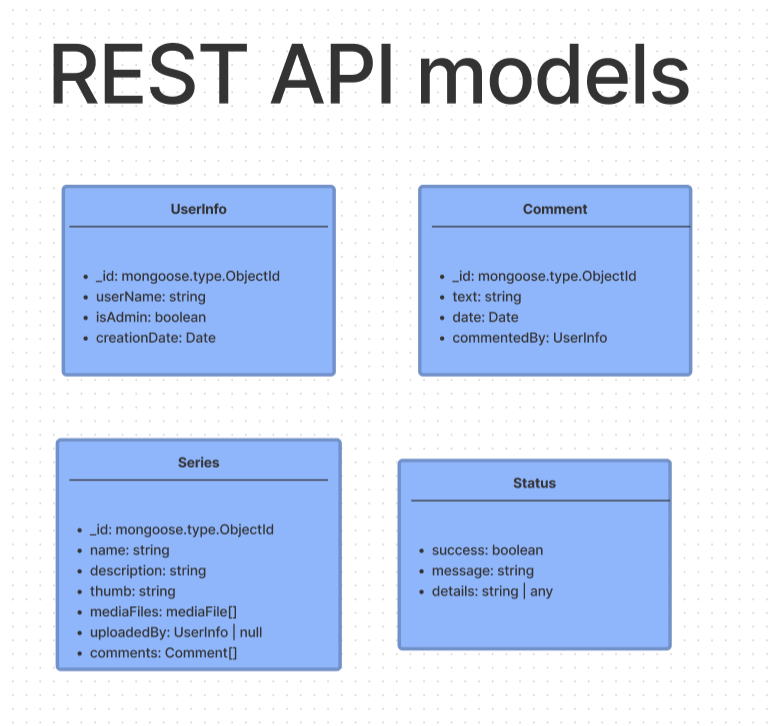 REST API models
UserInfo
• _id: mongoose.type.ObjectId
• userName: string
• isAdmin: boolean
• creationDate: Date
Comment
• _id: mongoose.type.ObjectId
• text: string
• date: Date
• commentedBy: UserInfo
Series
• _id: mongoose.type.ObjectId
• name: string
• description: string
• thumb: string
• mediaFiles: mediaFile[]
• uploadedBy: UserInfo | null
• comments: Comment[]
Status
• success: boolean
• message: string
• details: string | any